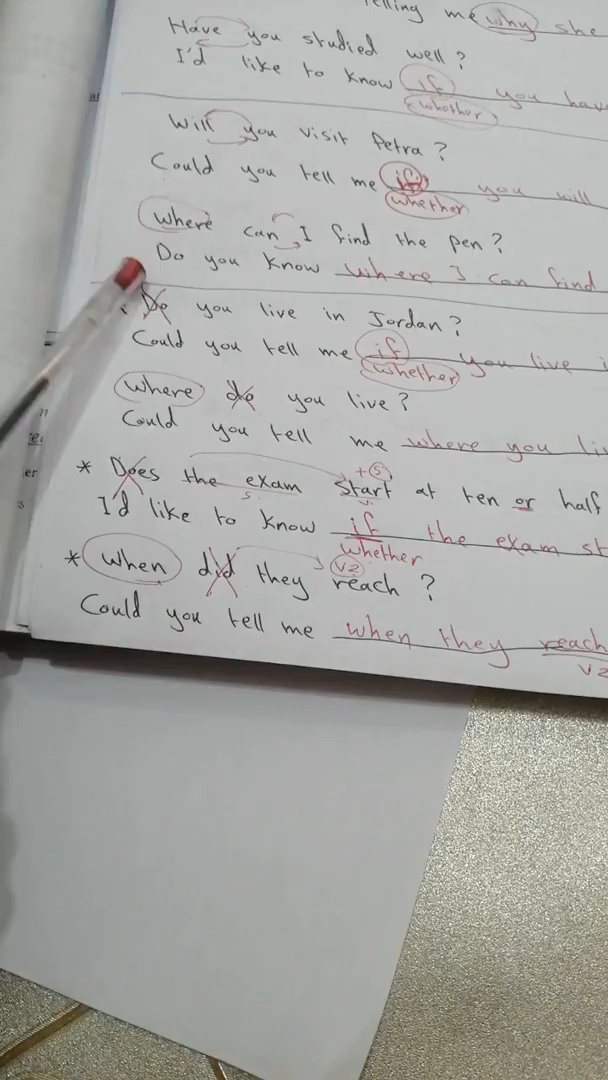 telling me why she
Have you studied well?
I'd like to know if you hav
whether
Will you visit Petra?
Could you tell me if you will
whether
Where can I find the pen?
Do you know where I can find
Do you live in Jordan?
Could you tell me if you live i
whether
Where do you live?
Could you tell me where you li
+ s
* Does the exam start at ten or half
s. v.
I'd like to know if the exam st
whether
* When did they reach?
V2
Could you tell me when they reach
V2